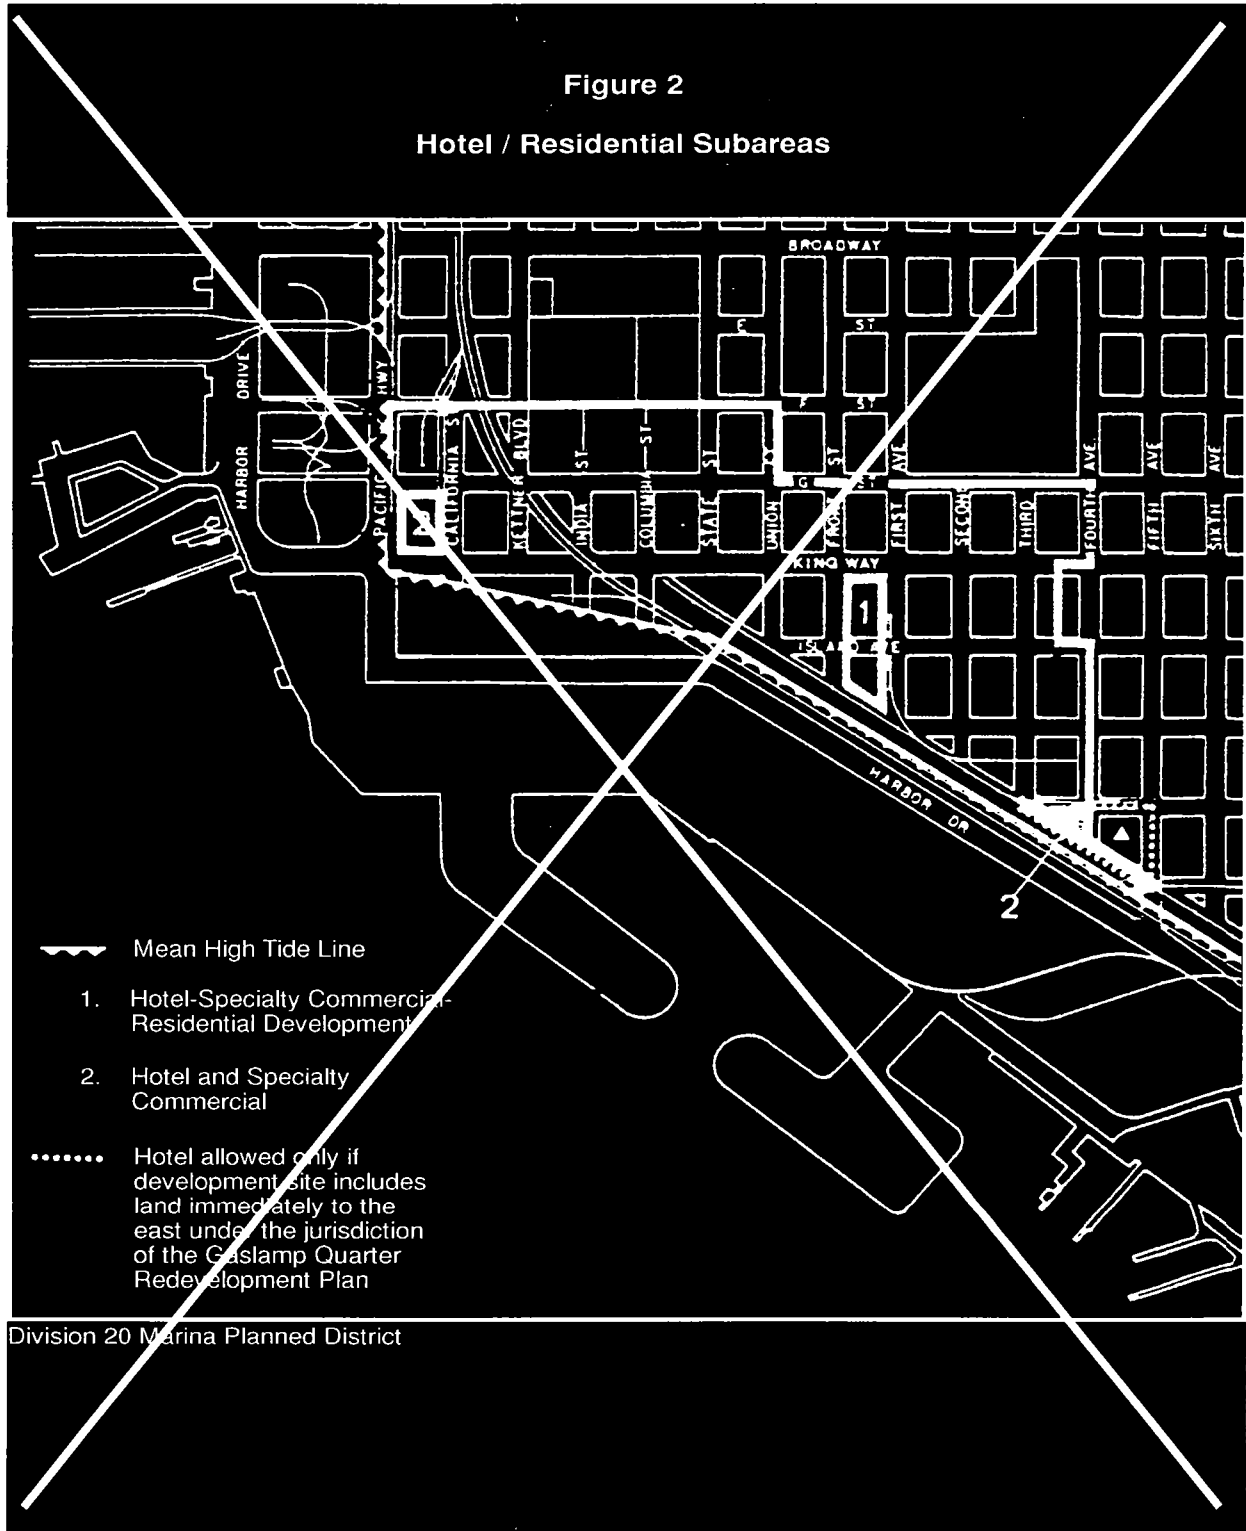 Figure 2
Hotel / Residential Subareas
BROADWAY
E
ST
DRIVE
HWY
F
ST
HARBOR
PACIFIC
CALIFORNIA S
KETTNER BLVD
INDIA
ST
COLUMBIA
ST
STATE
ST
UNION
FRONT
ST
FIRST
AVE
SECOND
THIRD
FOURTH
AVE.
FIFTH
AVE
SIXTH
AVE
G
ST
2
KING WAY
1
ISLAND AVE
HARBOR DR
2
Mean High Tide Line
1. Hotel-Specialty Commercial-
Residential Development
2. Hotel and Specialty
Commercial
Hotel allowed only if
development site includes
land immediately to the
east under the jurisdiction
of the Gaslamp Quarter
Redevelopment Plan
Division 20 Marina Planned District